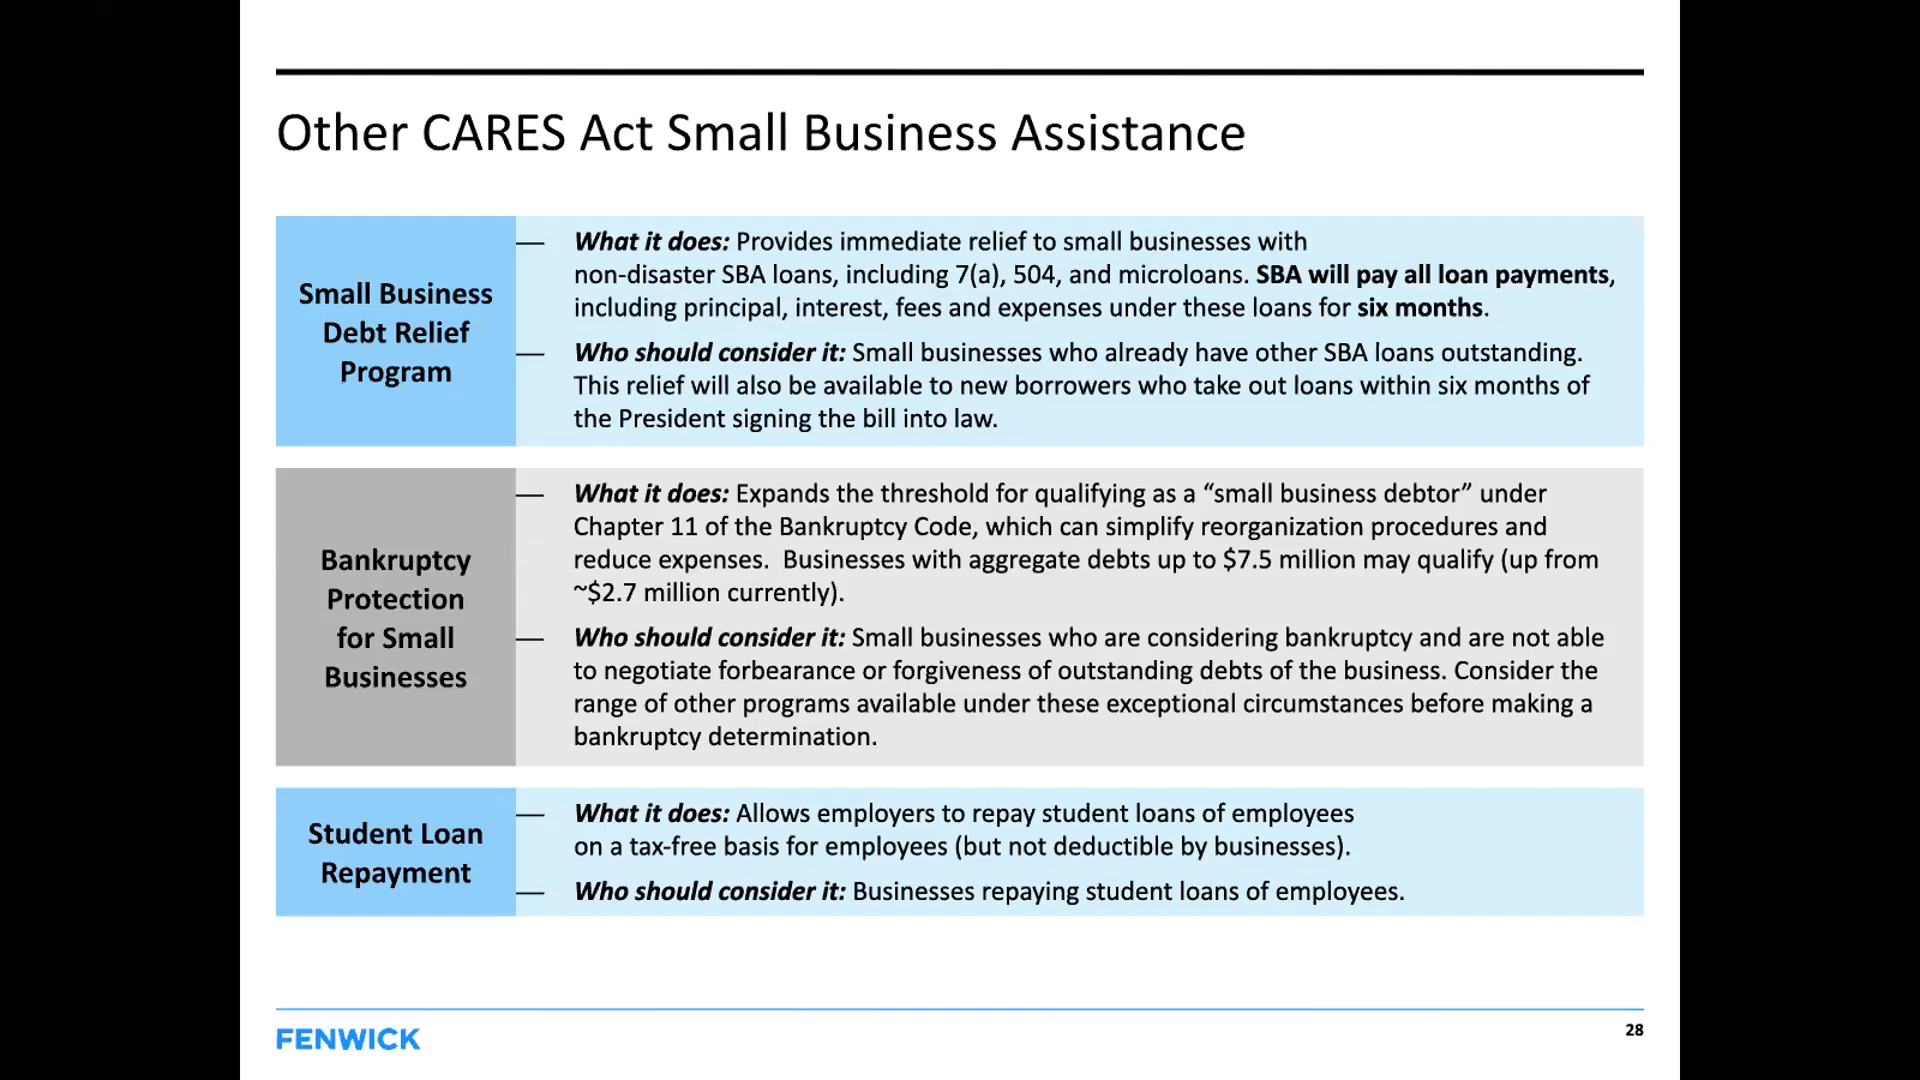 Other CARES Act Small Business Assistance
Small Business
Debt Relief
Program
— What it does: Provides immediate relief to small businesses with
non-disaster SBA loans, including 7(a), 504, and microloans. SBA will pay all loan payments,
including principal, interest, fees and expenses under these loans for six months.
— Who should consider it: Small businesses who already have other SBA loans outstanding.
This relief will also be available to new borrowers who take out loans within six months of
the President signing the bill into law.
Bankruptcy
Protection
for Small
Businesses
— What it does: Expands the threshold for qualifying as a “small business debtor” under
Chapter 11 of the Bankruptcy Code, which can simplify reorganization procedures and
reduce expenses.  Businesses with aggregate debts up to $7.5 million may qualify (up from
~$2.7 million currently).
— Who should consider it: Small businesses who are considering bankruptcy and are not able
to negotiate forbearance or forgiveness of outstanding debts of the business. Consider the
range of other programs available under these exceptional circumstances before making a
bankruptcy determination.
Student Loan
Repayment
— What it does: Allows employers to repay student loans of employees
on a tax-free basis for employees (but not deductible by businesses).
— Who should consider it: Businesses repaying student loans of employees.
FENWICK
28